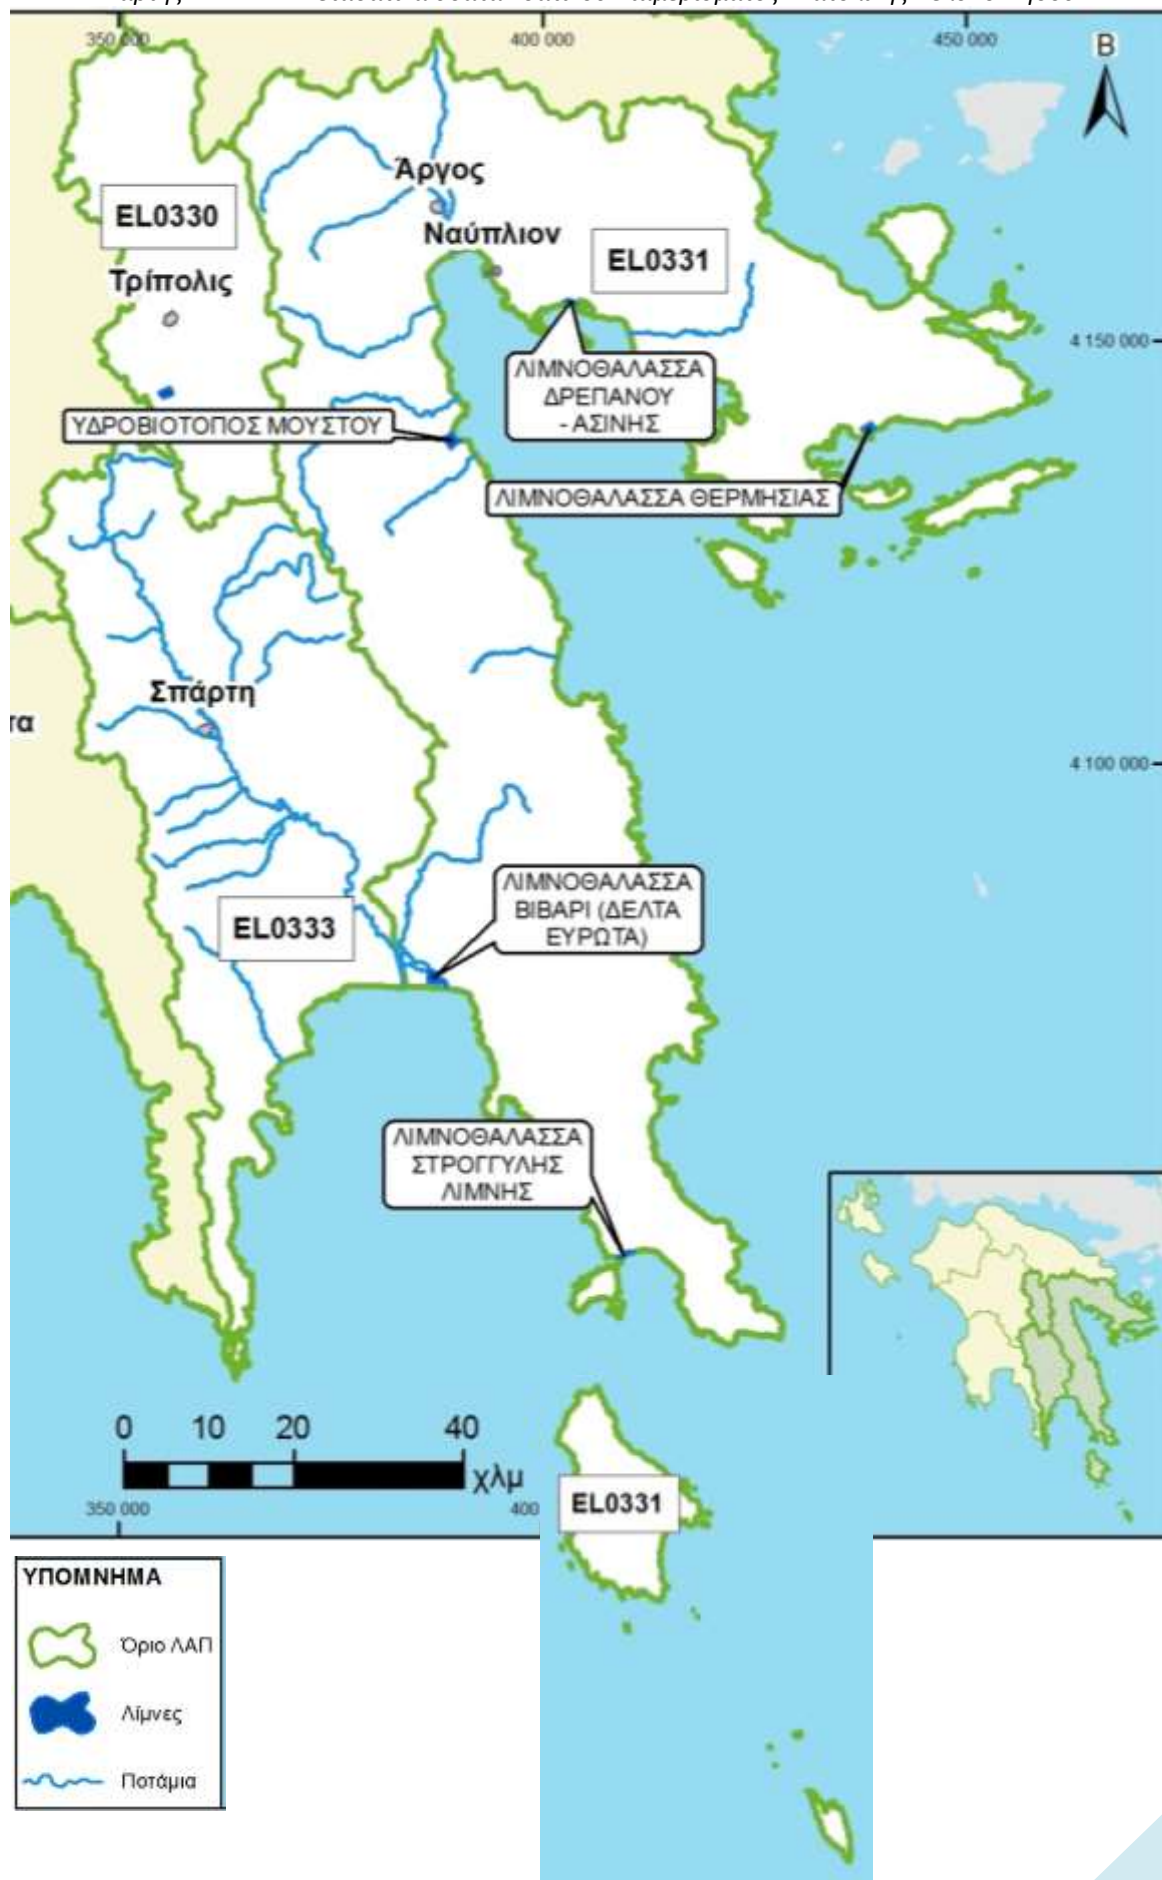 350 000
400 000
450 000
Β
Άργος
EL0330
Ναύπλιον
EL0331
Τρίπολις
4 150 000
ΛΙΜΝΟΘΑΛΑΣΣΑ
ΔΡΕΠΑΝΟΥ
- ΑΣΙΝΗΣ
ΥΔΡΟΒΙΟΤΟΠΟΣ ΜΟΥΣΤΟΥ
ΛΙΜΝΟΘΑΛΑΣΣΑ ΘΕΡΜΗΣΙΑΣ
Σπάρτη
τα
4 100 000
ΛΙΜΝΟΘΑΛΑΣΣΑ
ΒΙΒΑΡΙ (ΔΕΛΤΑ
ΕΥΡΩΤΑ)
EL0333
ΛΙΜΝΟΘΑΛΑΣΣΑ
ΣΤΡΟΓΓΥΛΗΣ
ΛΙΜΝΗΣ
0 10 20 40
χλμ
350 000
400
EL0331
ΥΠΟΜΝΗΜΑ
Όριο ΛΑΠ
Λίμνες
Ποτάμια